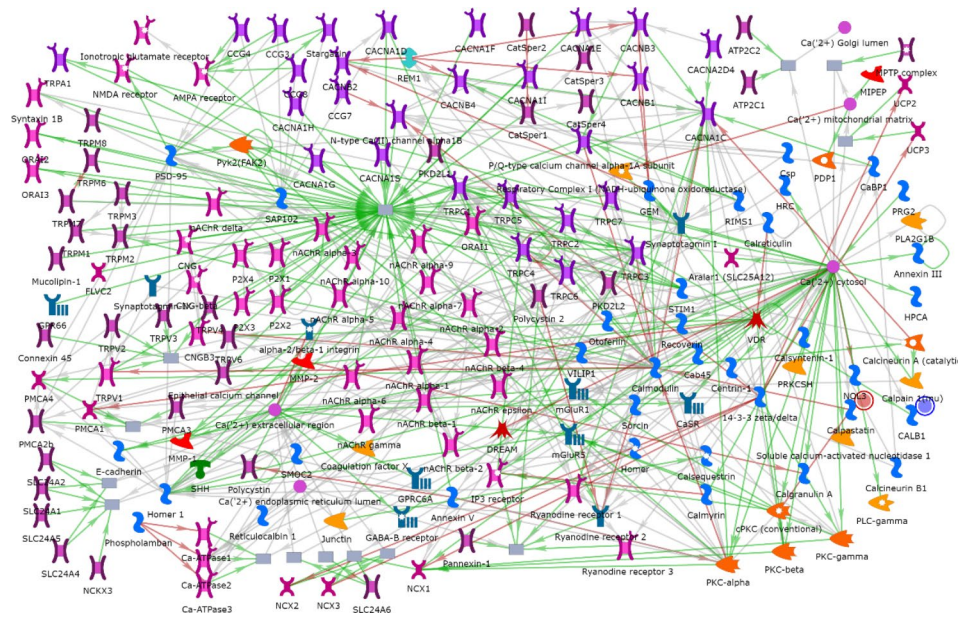 Ca('2+) Golgi lumen
CCG4
CCG3
Stargasin
CACNA1D
CACNA1F
CatSper2
CACNA1E
CACNB3
ATP2C2
Ionotropic glutamate receptor
CACNA2D4
MPTP complex
TRPA1
NMDA receptor
AMPA receptor
CCG8
CACNB2
REM1
CACNB4
CACNA1I
CatSper3
CACNB1
ATP2C1
MIPEP
UCP2
Syntaxin 1B
CACNA1H
CCG7
CatSper1
CatSper4
CACNA1C
Ca('2+) mitochondrial matrix
ORAI2
TRPM8
Pyk2(FAK2)
N-type Ca(II) channel alpha1B
UCP3
ORAI3
TRPM6
PSD-95
CACNA1G
CACNA1S
PKD2L1
P/Q-type calcium channel alpha-1A subunit
Csp
PDP1
CaBP1
Respiratory Complex I (NADH-ubiquinone oxidoreductase)
TRPM3
SAP102
TRPC1
TRPC5
TRPC7
GEM
RIMS1
HRC
PRG2
TRPM2
nAChR delta
ORAI1
TRPC2
Synaptotagmin I
Calreticulin
PLA2G1B
TRPM1
CNG
nAChR alpha-3
nAChR alpha-9
TRPC4
TRPC3
Aralar1 (SLC25A12)
Annexin III
Mucolipin-1
FLVC2
P2X4
P2X1
nAChR alpha-10
TRPC6
PKD2L2
Ca('2+) cytosol
GPR66
Synaptotagmin
CNG-beta
nAChR alpha-7
Polycystin 2
STIM1
HPCA
Connexin 45
TRPV2
TRPV3
P2X3
P2X2
nAChR alpha-5
nAChR alpha-2
Otoferlin
Recoverin
VDR
Calsyntenin-1
CNGB3
TRPV6
alpha-2/beta-1 integrin
nAChR alpha-4
nAChR beta-4
Cab45
PMCA4
TRPV1
Epithelial calcium channel
MMP-2
nAChR alpha-1
VILIP1
Calmodulin
Centrin-1
PRKCSH
NOL3
PMCA1
PMCA3
Ca('2+) extracellular region
nAChR alpha-6
nAChR beta-1
nAChR epsilon
mGluR1
Sorcin
CaSR
14-3-3 zeta/delta
Calpastatin
CALB1
PMCA2b
E-cadherin
MMP-1
nAChR gamma
DREAM
mGluR5
Homer
Soluble calcium-activated nucleotidase 1
SLC24A2
SHH
Polycystin
SMOC2
Coagulation factor X
nAChR beta-2
IP3 receptor
Calsequestrin
Calgranulin A
Calcineurin B1
SLC24A1
Homer 1
Ca('2+) endoplasmic reticulum lumen
GPRC6A
Annexin V
Ryanodine receptor 1
Calmyrin
cPKC (conventional)
PLC-gamma
SLC24A5
Phospholamban
Reticulocalbin 1
Junctin
GABA-B receptor
Ryanodine receptor 2
PKC-gamma
SLC24A4
Ca-ATPase1
Pannexin-1
Ryanodine receptor 3
PKC-beta
NCKX3
Ca-ATPase2
NCX2
NCX3
SLC24A6
NCX1
PKC-alpha
Ca-ATPase3